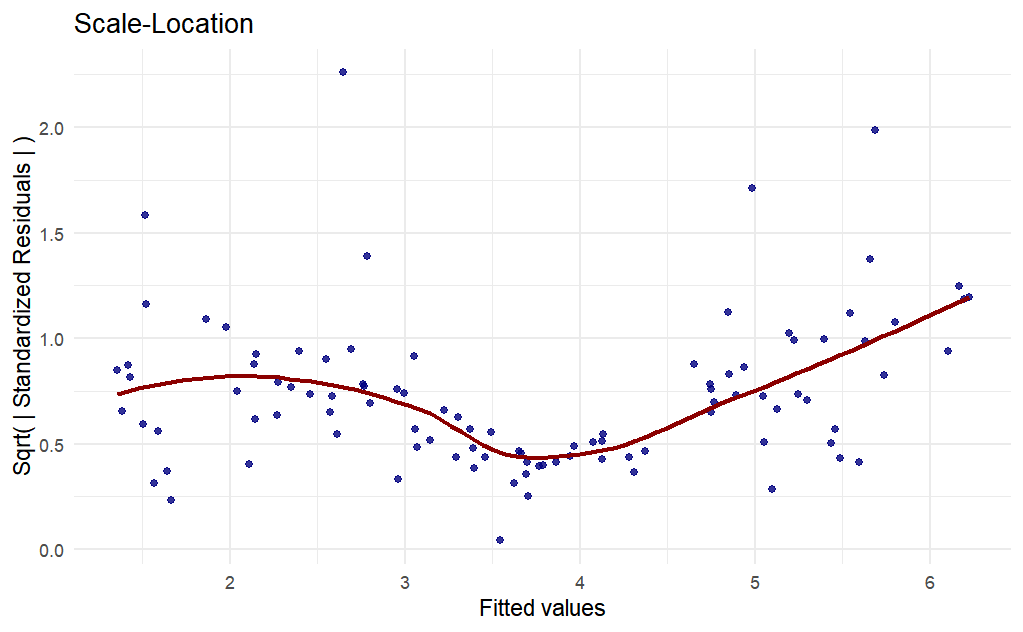 Scale-Location
Sqrt( | Standardized Residuals | )
2.0
1.5
1.0
0.5
0.0
2 3 4 5 6
Fitted values